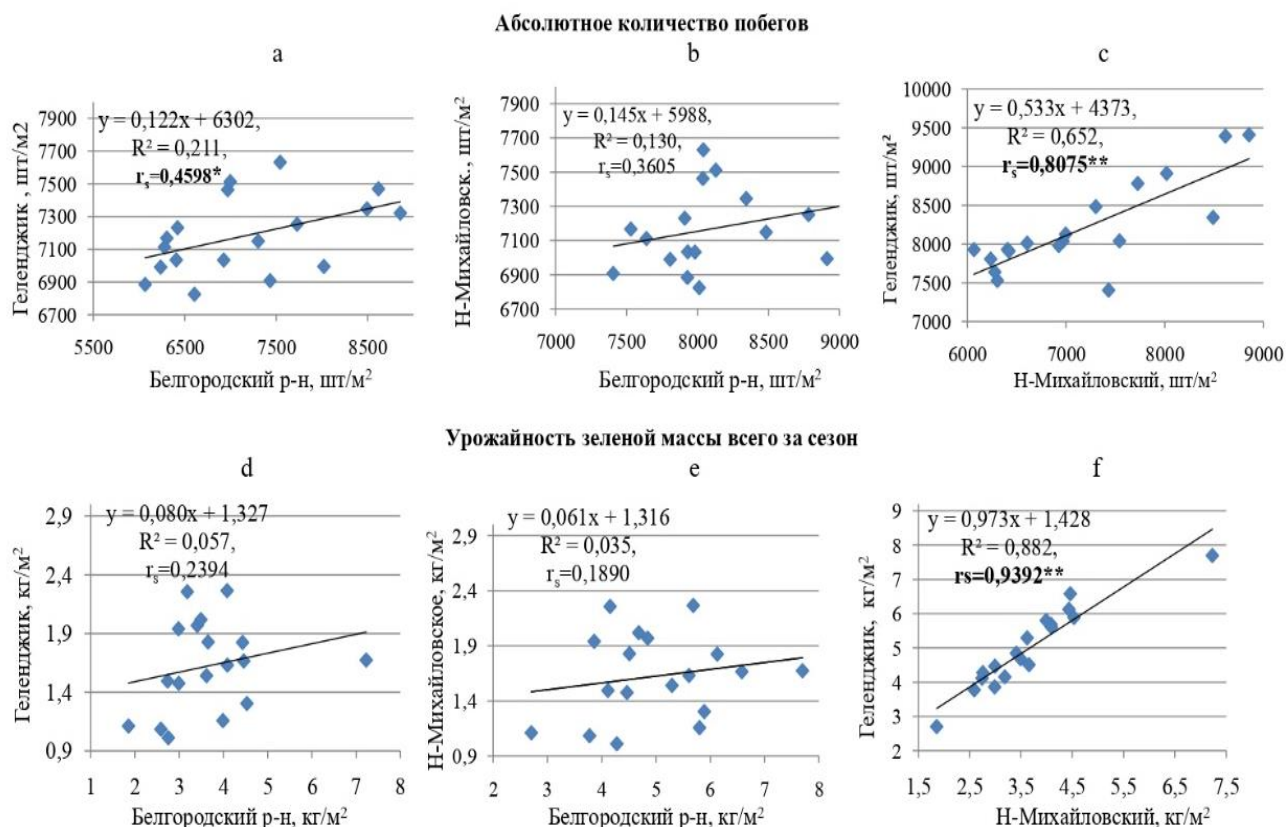 Абсолютное количество побегов
a
b
c
Геленджик , шт/м2
7900
7700
7500
7300
7100
6900
6700
y = 0,122x + 6302,
R² = 0,211,
rₛ=0,4598*
5500
6500
7500
8500
Белгородский р-н, шт/м²
Н-Михайловск., шт/м²
7900
7700
7500
7300
7100
6900
6700
y = 0,145x + 5988,
R² = 0,130,
rₛ=0,3605
7000
7500
8000
8500
9000
Белгородский р-н, шт/м²
Геленджик, шт/м²
10000
9500
9000
8500
8000
7500
7000
y = 0,533x + 4373,
R² = 0,652,
rₛ=0,8075**
6000
7000
8000
9000
Н-Михайловский, шт/м²
Урожайность зеленой массы всего за сезон
d
e
f
Геленджик, кг/м²
2,9
2,4
1,9
1,4
0,9
y = 0,080x + 1,327
R² = 0,057,
rₛ=0,2394
1
2
3
4
5
6
7
8
Белгородский р-н, кг/м²
Н-Михайловское, кг/м²
2,9
2,4
1,9
1,4
0,9
y = 0,061x + 1,316
R² = 0,035,
rₛ=0,1890
2
3
4
5
6
7
8
Белгородский р-н, кг/м²
Геленджик, кг/м²
9
8
7
6
5
4
3
2
y = 0,973x + 1,428
R² = 0,882,
rs=0,9392**
1,5
2,5
3,5
4,5
5,5
6,5
7,5
Н-Михайловский, кг/м²